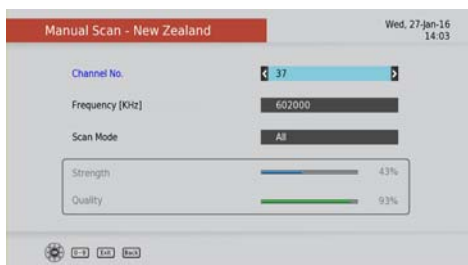 Manual Scan - New Zealand
Wed, 27-Jan-16
14:03
Channel No. 37
Frequency [KHz] 602000
Scan Mode All
Strength 43%
Quality 93%
0-9 Exit Back